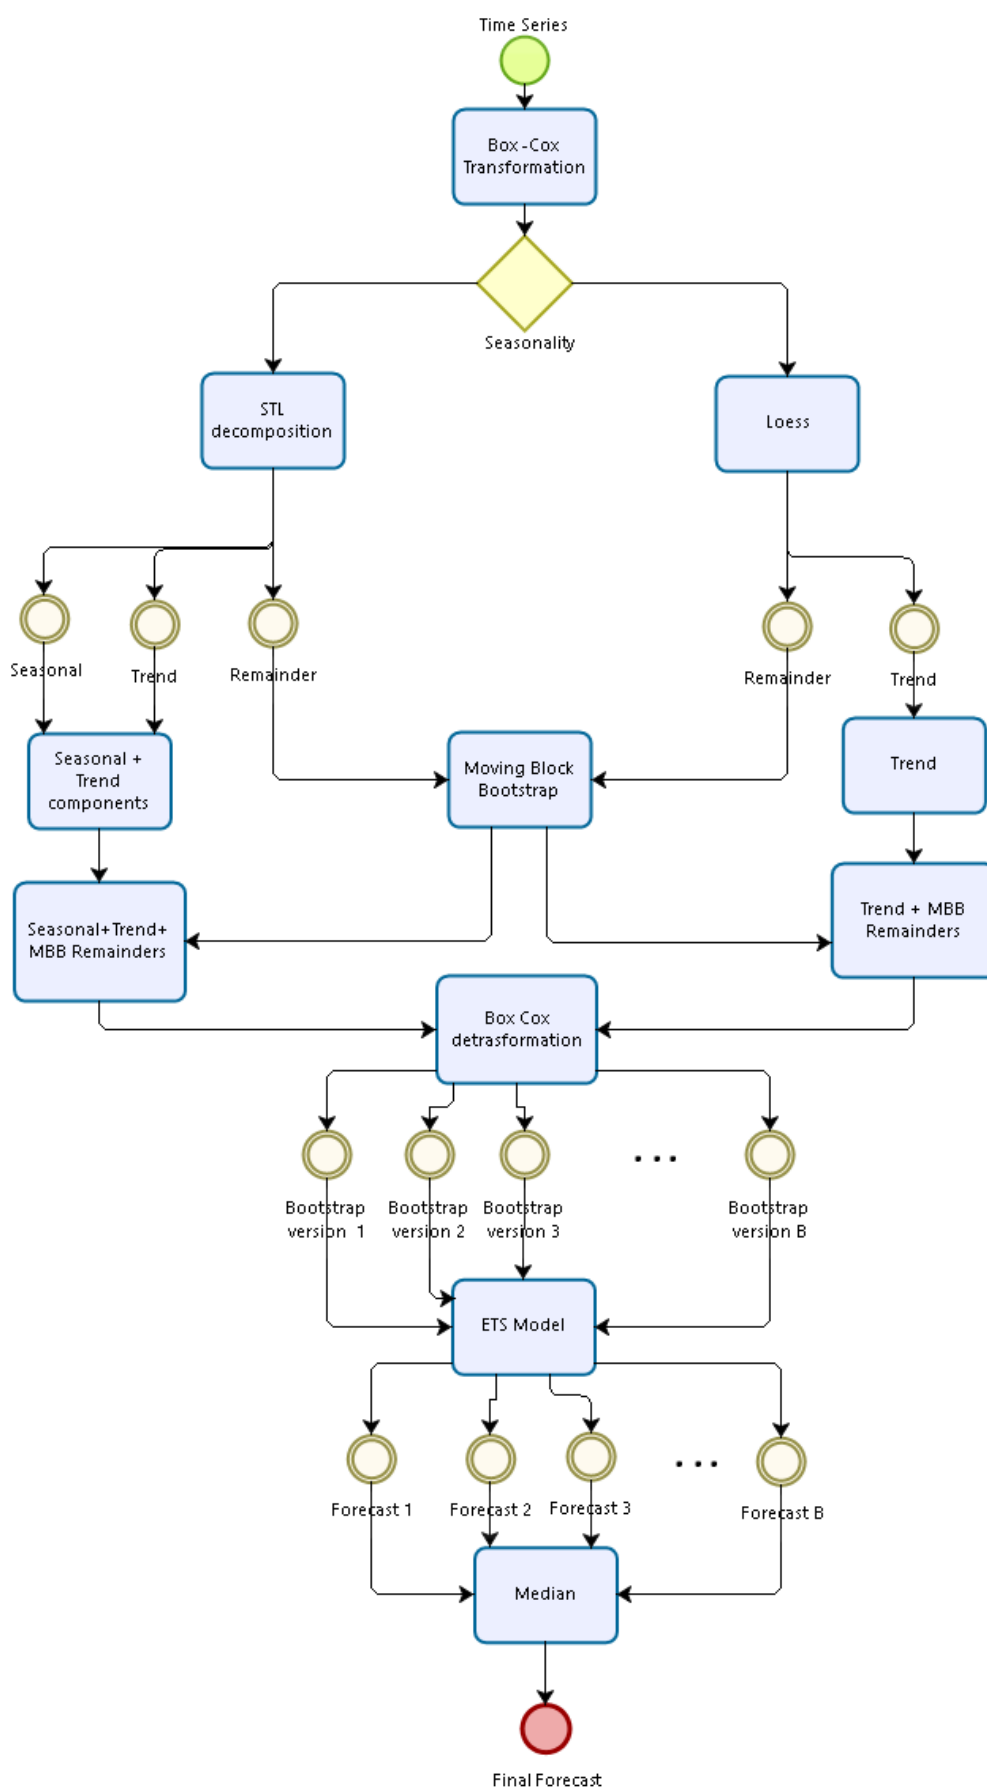 Time Series
Box -Cox
Transformation
Seasonality
STL
decomposition
Loess
Seasonal
Trend
Remainder
Remainder
Trend
Seasonal +
Trend
components
Moving Block
Bootstrap
Trend
Seasonal+Trend+
MBB Remainders
Trend + MBB
Remainders
Box Cox
detrasformation
...
Bootstrap
version 1
Bootstrap
version 2
Bootstrap
version 3
Bootstrap
version B
ETS Model
...
Forecast 1
Forecast 2
Forecast 3
Forecast B
Median
Final Forecast